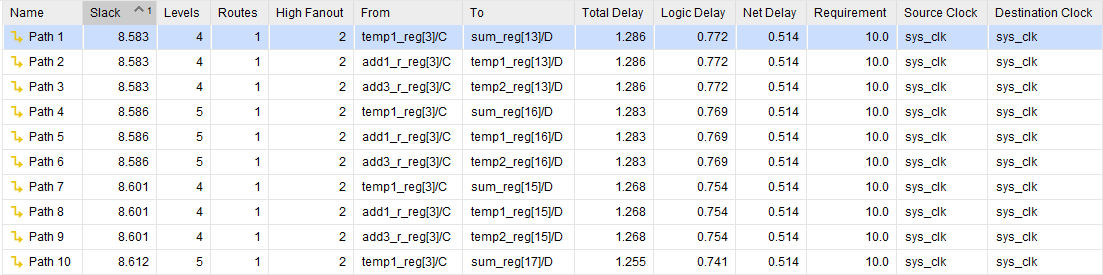 Name Slack 1 Levels Routes High Fanout From To Total Delay Logic Delay Net Delay Requirement Source Clock Destination Clock
Path 1 8.583 4 1 2 temp1_reg[3]/C sum_reg[13]/D 1.286 0.772 0.514 10.0 sys_clk sys_clk
Path 2 8.583 4 1 2 add1_r_reg[3]/C temp1_reg[13]/D 1.286 0.772 0.514 10.0 sys_clk sys_clk
Path 3 8.583 4 1 2 add3_r_reg[3]/C temp2_reg[13]/D 1.286 0.772 0.514 10.0 sys_clk sys_clk
Path 4 8.586 5 1 2 temp1_reg[3]/C sum_reg[16]/D 1.283 0.769 0.514 10.0 sys_clk sys_clk
Path 5 8.586 5 1 2 add1_r_reg[3]/C temp1_reg[16]/D 1.283 0.769 0.514 10.0 sys_clk sys_clk
Path 6 8.586 5 1 2 add3_r_reg[3]/C temp2_reg[16]/D 1.283 0.769 0.514 10.0 sys_clk sys_clk
Path 7 8.601 4 1 2 temp1_reg[3]/C sum_reg[15]/D 1.268 0.754 0.514 10.0 sys_clk sys_clk
Path 8 8.601 4 1 2 add1_r_reg[3]/C temp1_reg[15]/D 1.268 0.754 0.514 10.0 sys_clk sys_clk
Path 9 8.601 4 1 2 add3_r_reg[3]/C temp2_reg[15]/D 1.268 0.754 0.514 10.0 sys_clk sys_clk
Path 10 8.612 5 1 2 temp1_reg[3]/C sum_reg[17]/D 1.255 0.741 0.514 10.0 sys_clk sys_clk